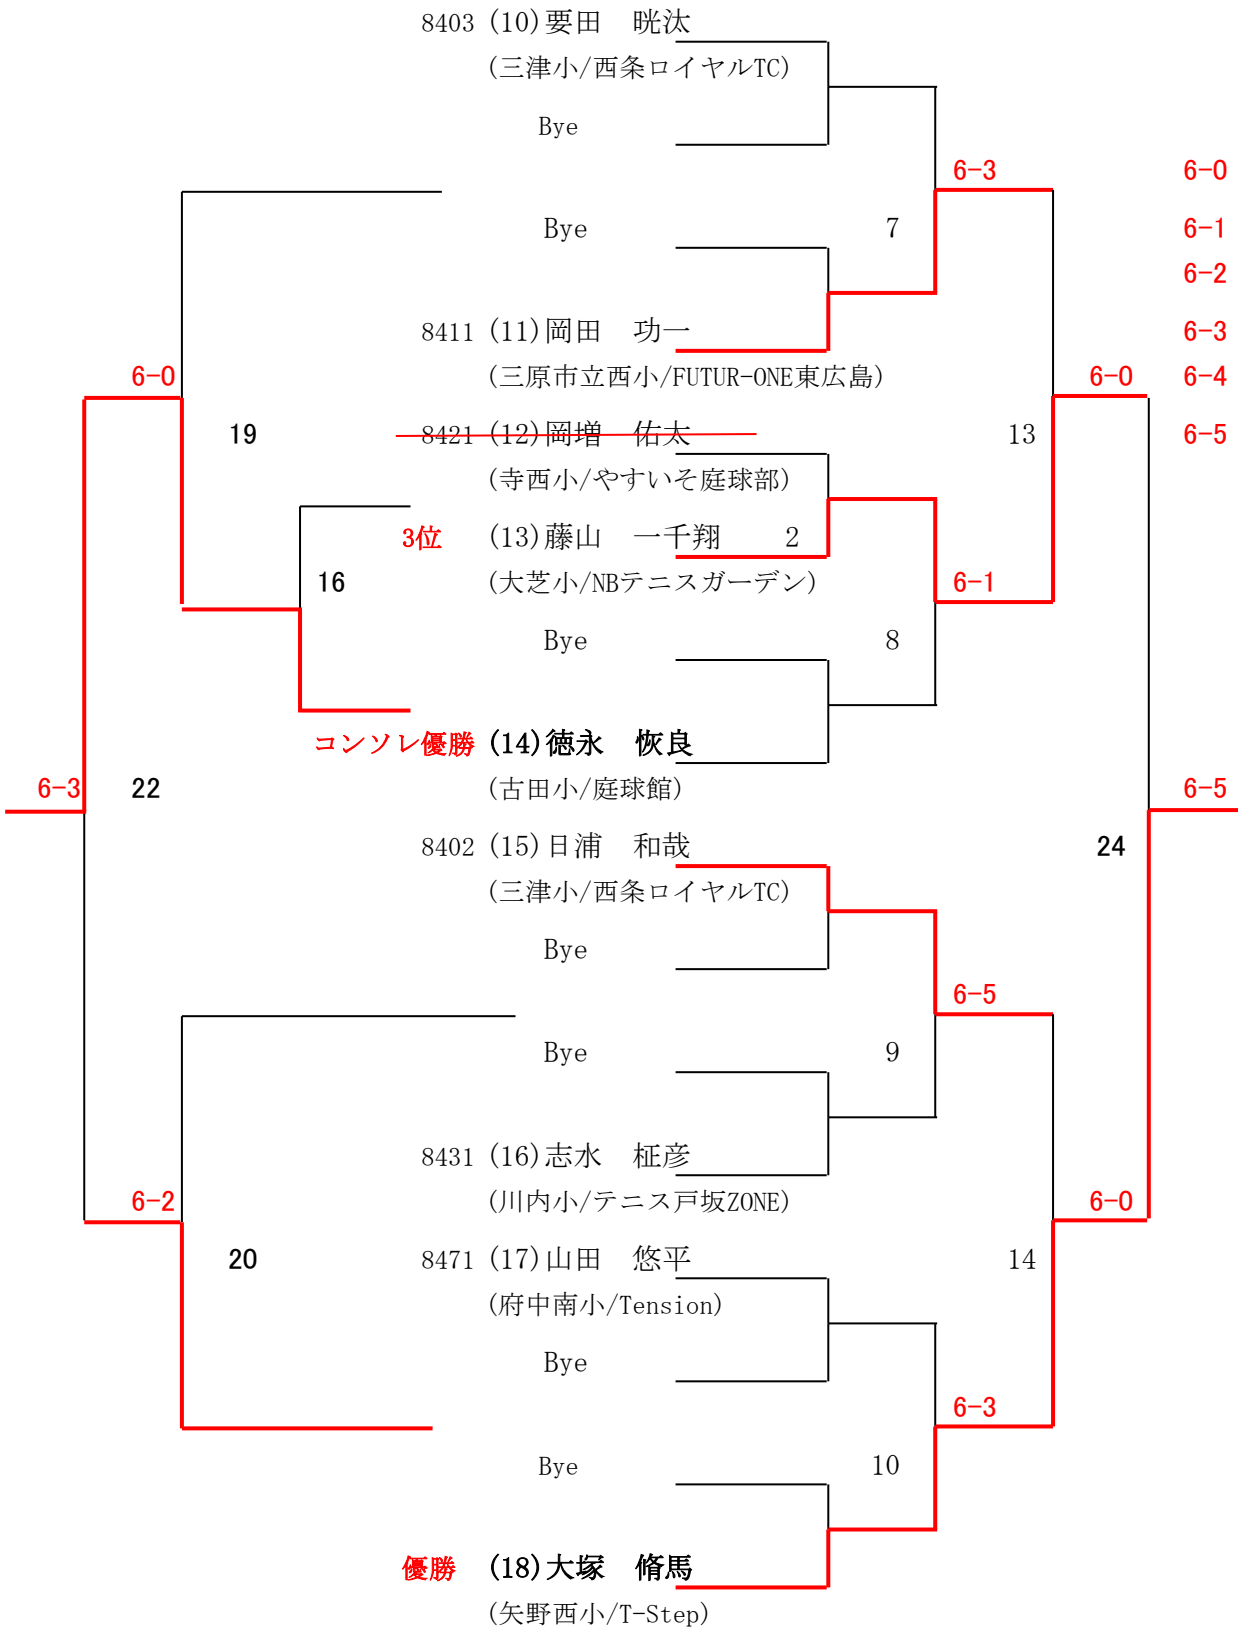 8403 (10)要田　晄汰
(三津小/西条ロイヤルTC)
Bye
6-3 6-0
Bye 7 6-1
6-2
8411 (11)岡田　功一 6-3
6-0 (三原市立西小/FUTUR-ONE東広島) 6-0 6-4
19 8421 (12)岡増　佑太 13 6-5
(寺西小/やすいそ庭球部)
3位 (13)藤山　一千翔 2
16 (大芝小/NBテニスガーデン) 6-1
Bye 8
コンソレ優勝 (14)徳永　恢良
6-3 22 (古田小/庭球館) 6-5
8402 (15)日浦　和哉 24
(三津小/西条ロイヤルTC)
Bye
6-5
Bye 9
8431 (16)志水　柾彦
6-2 (川内小/テニス戸坂ZONE) 6-0
20 8471 (17)山田　悠平 14
(府中南小/Tension)
Bye
6-3
Bye 10
優勝 (18)大塚　脩馬
(矢野西小/T-Step)